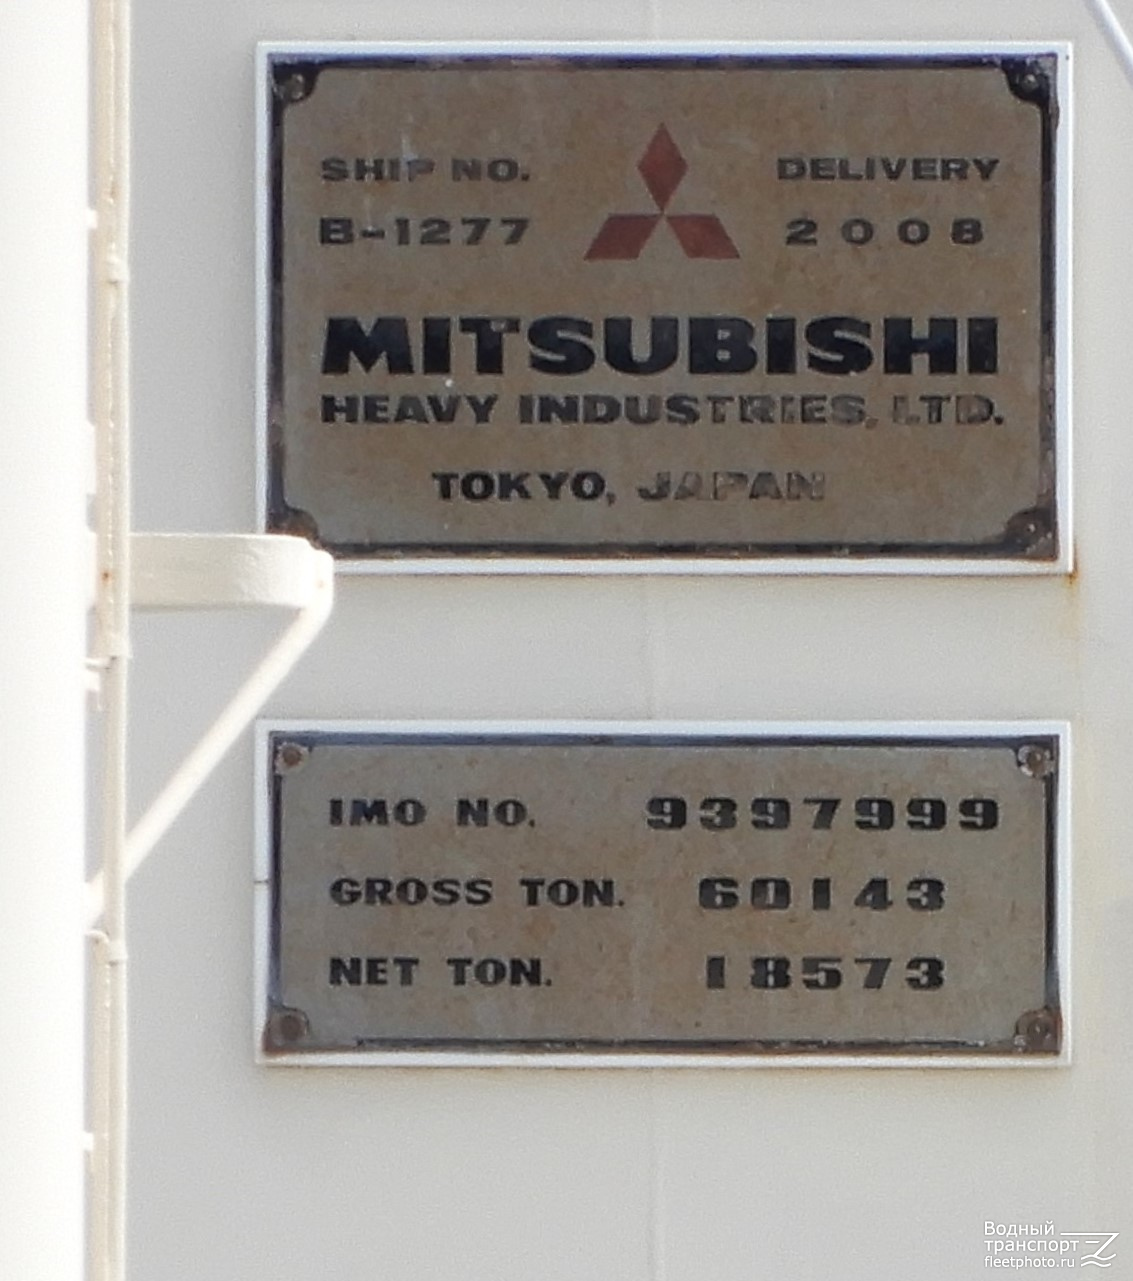 SHIP NO.
DELIVERY
B-1277
2008
MITSUBISHI
HEAVY INDUSTRIES, LTD.
TOKYO, JAPAN
IMO NO. 9397999
GROSS TON. 60143
NET TON. 18573
Водный
транспорт
fleetphoto.ru